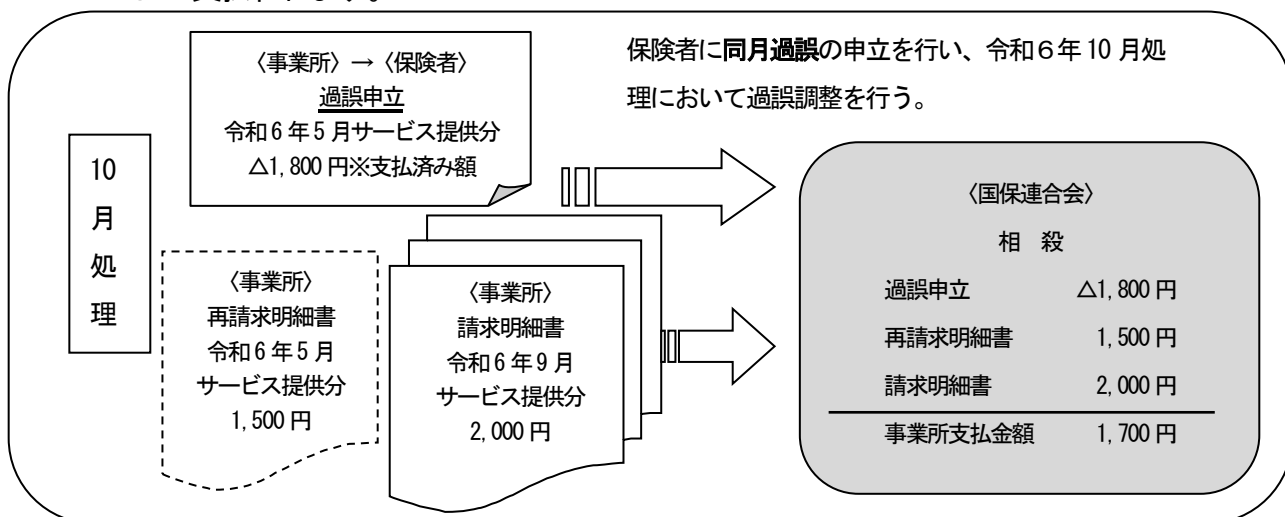 〈事業所〉→〈保険者〉
過誤申立
令和6年5月サービス提供分
△1,800円※支払済み額
保険者に同月過誤の申立を行い、令和6年10月処
理において過誤調整を行う。
10
月
処
理
〈事業所〉
再請求明細書
令和6年5月
サービス提供分
1,500円
〈事業所〉
請求明細書
令和6年9月
サービス提供分
2,000円
〈国保連合会〉
相 殺
過誤申立 △1,800円
再請求明細書 1,500円
請求明細書 2,000円
事業所支払金額 1,700円